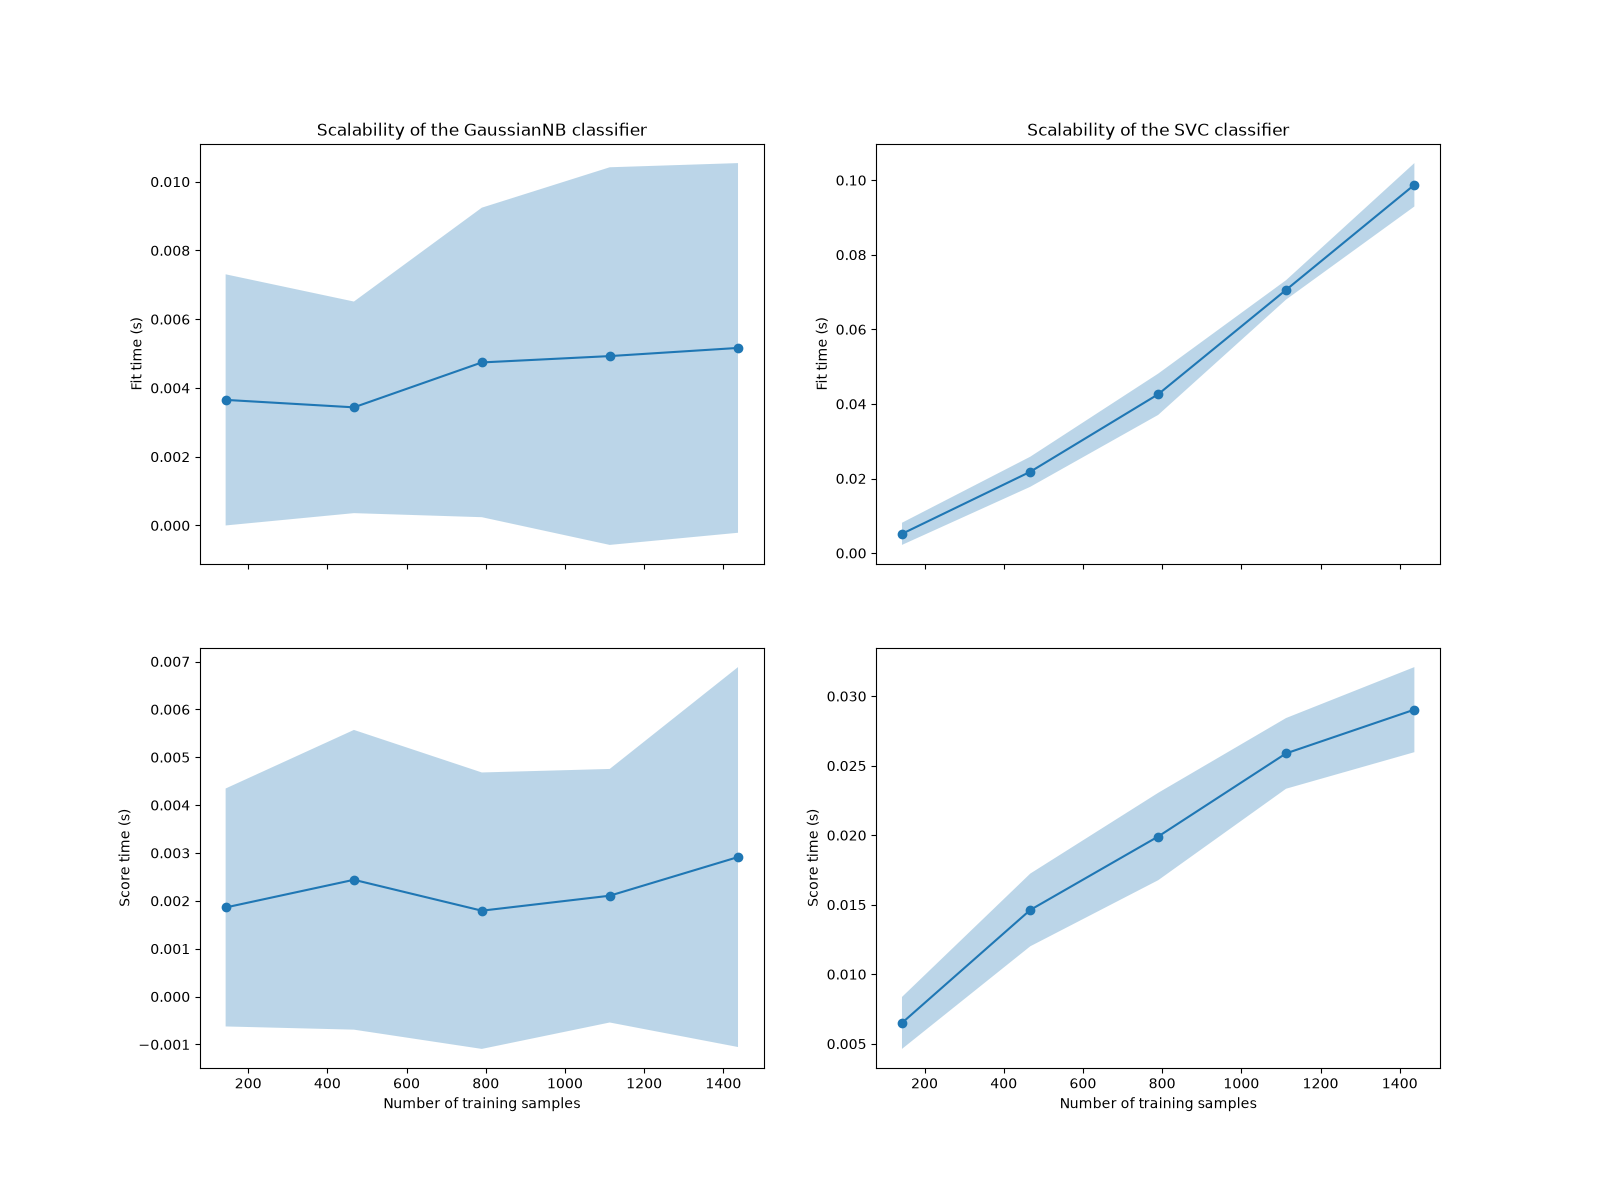 Scalability of the GaussianNB classifier
0.010
0.008
0.006
0.004
0.002
0.000
Fit time (s)
Scalability of the SVC classifier
0.10
0.08
0.06
0.04
0.02
0.00
Fit time (s)
0.007
0.006
0.005
0.004
0.003
0.002
0.001
0.000
−0.001
Score time (s)
200 400 600 800 1000 1200 1400
Number of training samples
0.030
0.025
0.020
0.015
0.010
0.005
Score time (s)
200 400 600 800 1000 1200 1400
Number of training samples